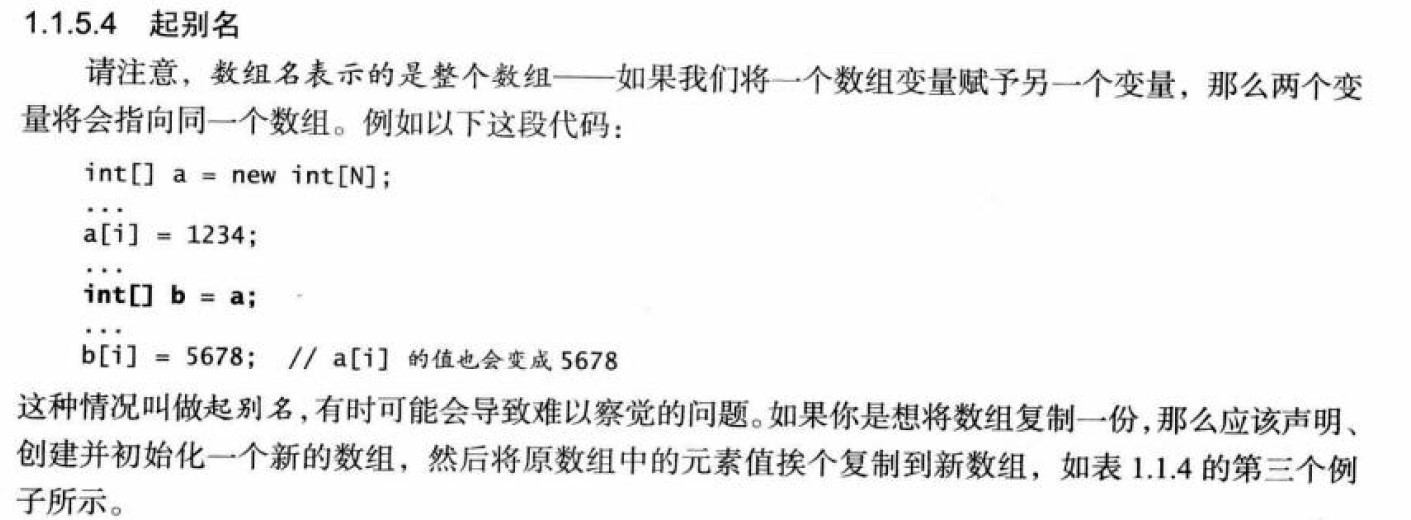 1.1.5.4 起别名
请注意，数组名表示的是整个数组——如果我们将一个数组变量赋予另一个变量，那么两个变
量将会指向同一个数组。例如以下这段代码：
int[] a = new int[N];
...
a[i] = 1234;
...
int[] b = a;
...
b[i] = 5678; // a[i] 的值也会变成 5678
这种情况叫做起别名，有时可能会导致难以察觉的问题。如果你是想将数组复制一份，那么应该声明、
创建并初始化一个新的数组，然后将原数组中的元素值挨个复制到新数组，如表 1.1.4 的第三个例
子所示。